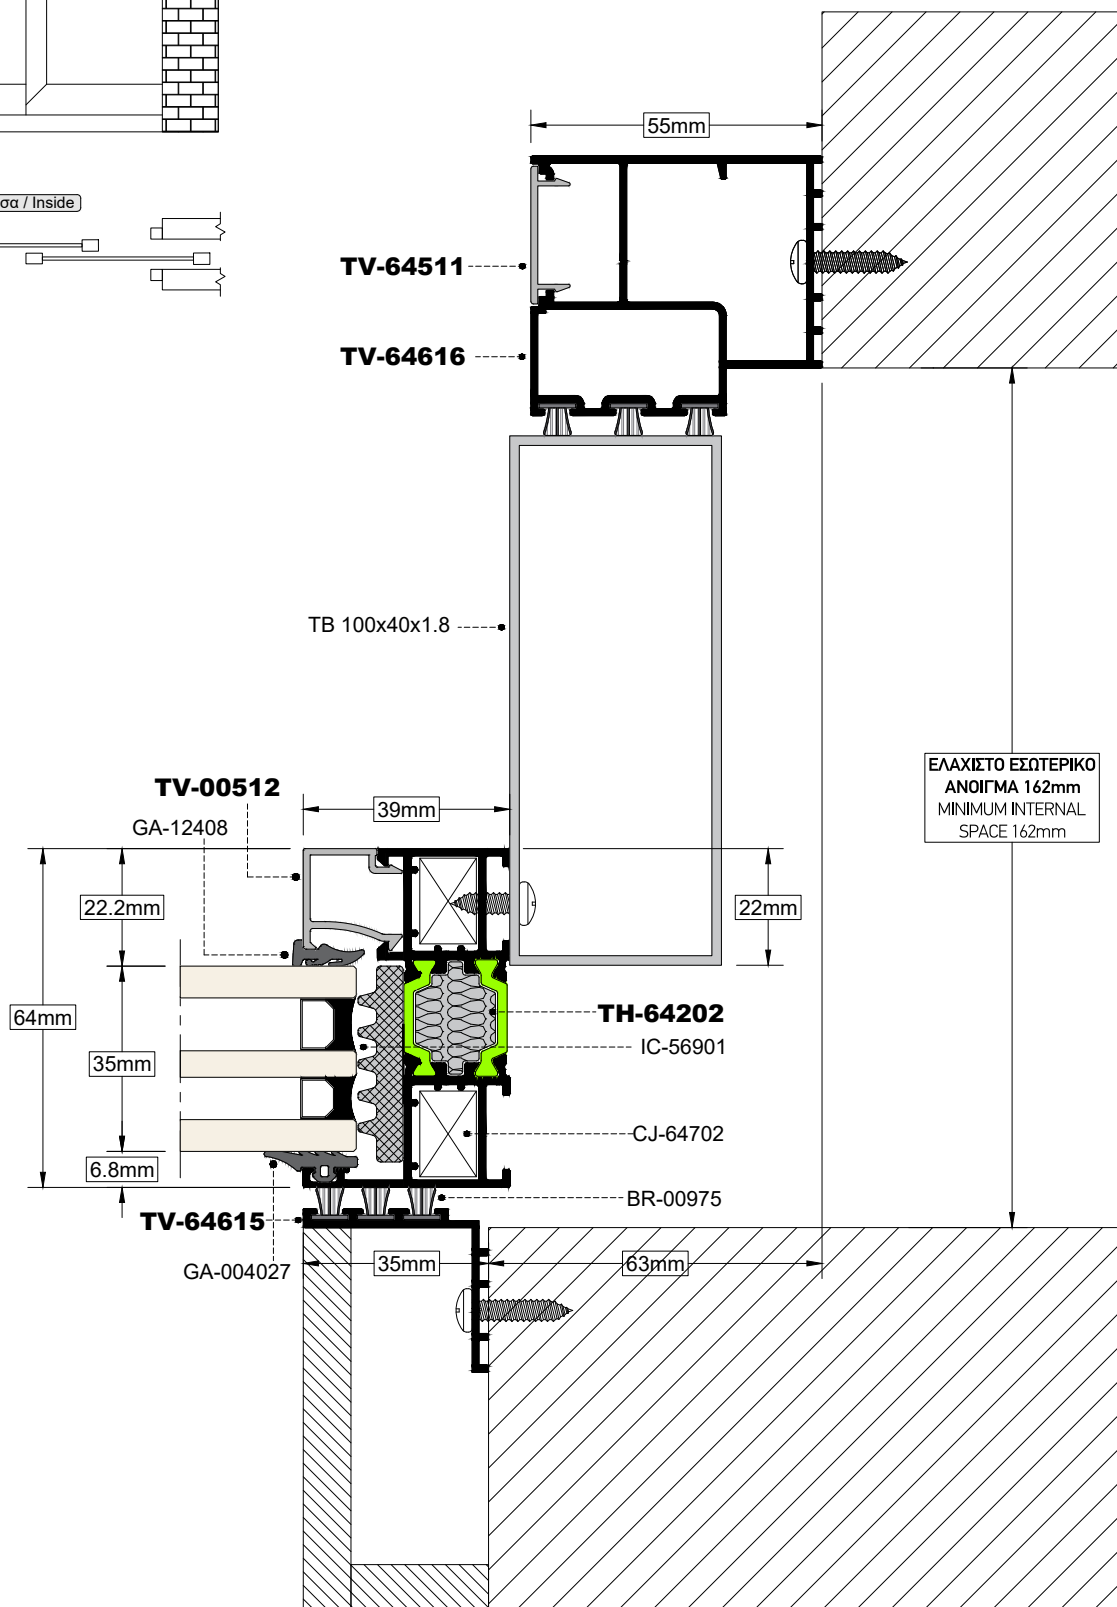 55mm
σα / Inside
TV-64511
TV-64616
TB 100x40x1.8
ΕΛΑΧΙΣΤΟ ΕΣΩΤΕΡΙΚΟ
ΑΝΟΙΓΜΑ 162mm
MINIMUM INTERNAL
SPACE 162mm
TV-00512
39mm
GA-12408
22.2mm
22mm
64mm
TH-64202
IC-56901
35mm
CJ-64702
6.8mm
BR-00975
TV-64615
GA-004027
35mm
63mm